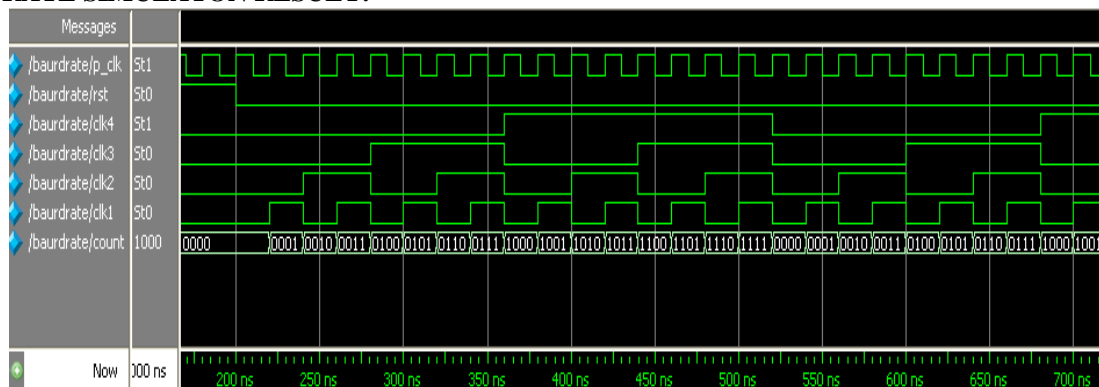 Messages
/baurdrate/p_clk St1
/baurdrate/rst St0
/baurdrate/clk4 St1
/baurdrate/clk3 St0
/baurdrate/clk2 St0
/baurdrate/clk1 St0
/baurdrate/count 1000 0000 0001 0010 0011 0100 0101 0110 0111 1000 1001 1010 1011 1100 1101 1110 1111 0000 0001 0010 0011 0100 0101 0110 0111 1000 1001
Now 000 ns 200 ns 250 ns 300 ns 350 ns 400 ns 450 ns 500 ns 550 ns 600 ns 650 ns 700 ns